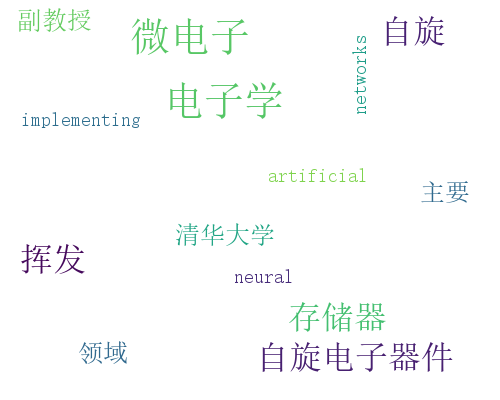 副教授
微电子
自旋
networks
电子学
implementing
artificial
主要
清华大学
挥发
neural
存储器
领域
自旋电子器件